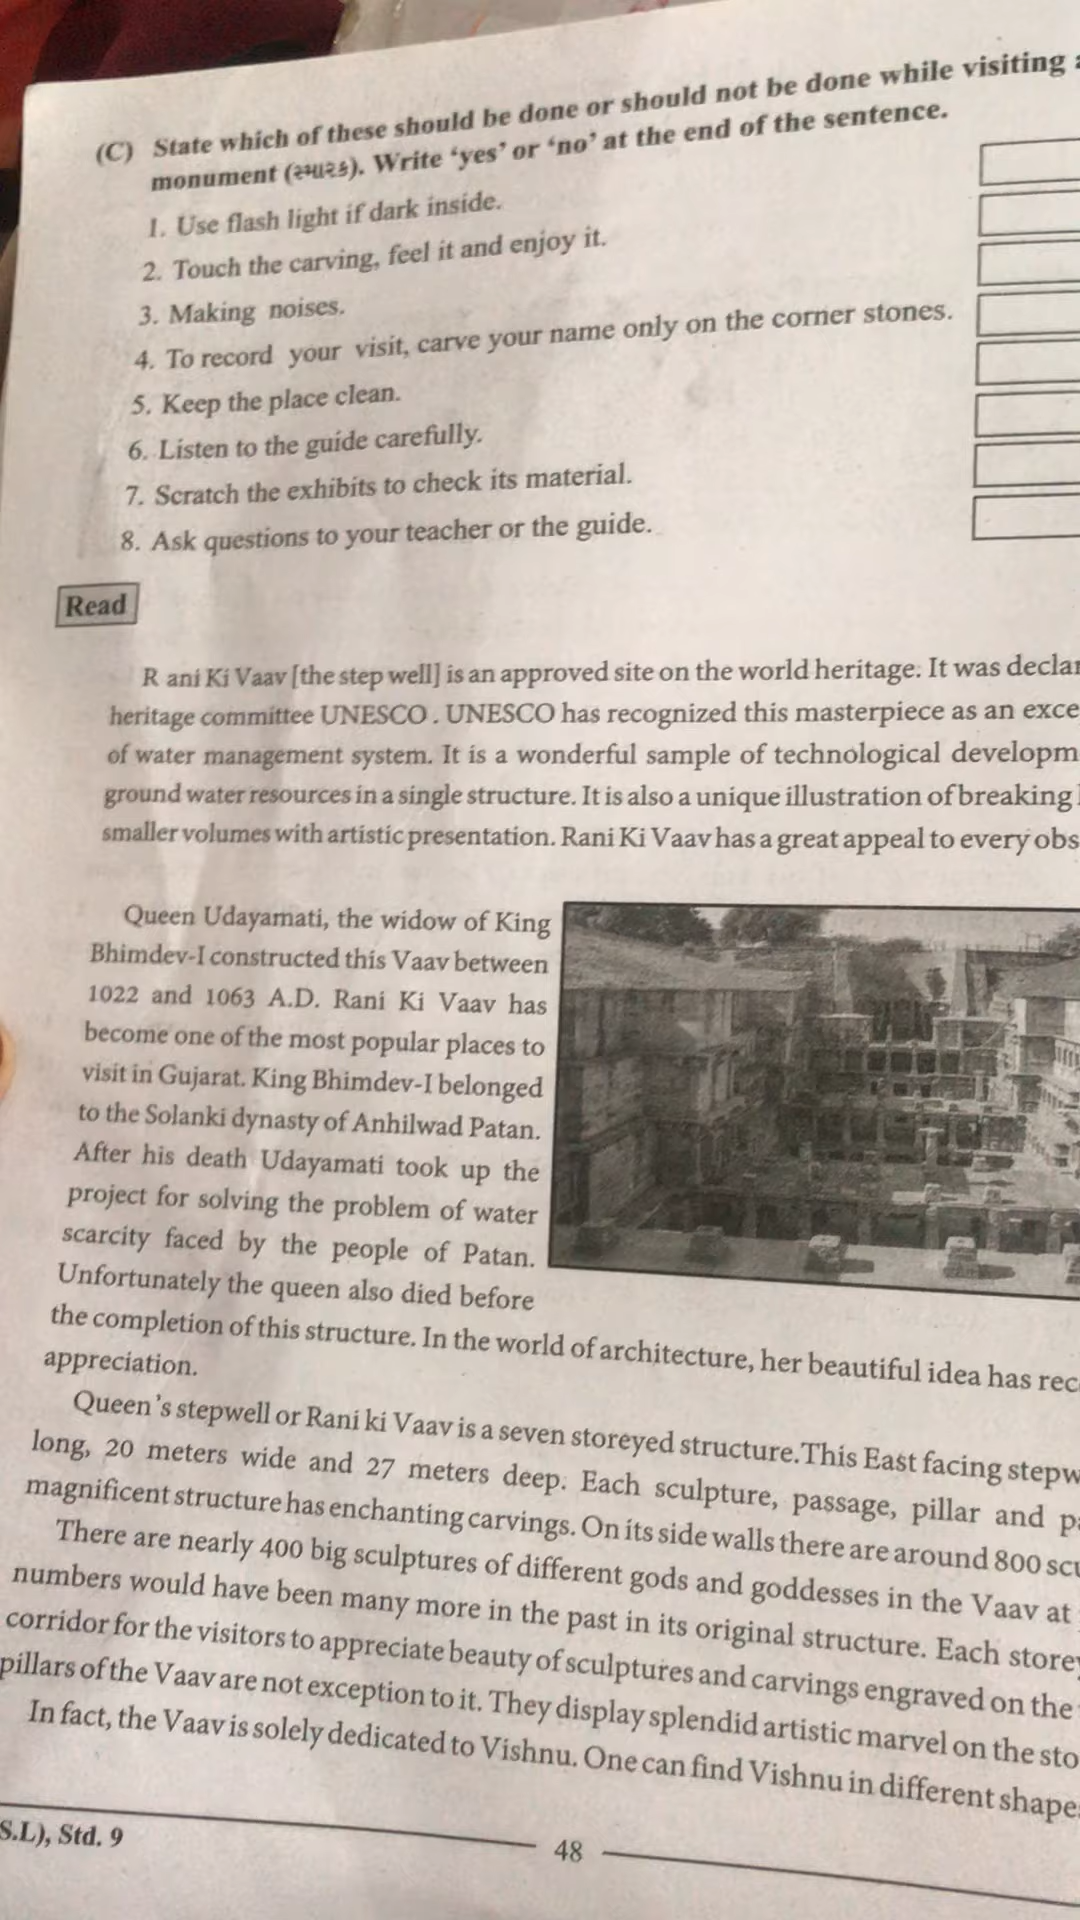 (C) State which of these should be done or should not be done while visiting
monument (સ્મારક). Write ‘yes’ or ‘no’ at the end of the sentence.
1. Use flash light if dark inside.
2. Touch the carving, feel it and enjoy it.
3. Making noises.
4. To record your visit, carve your name only on the corner stones.
5. Keep the place clean.
6. Listen to the guide carefully.
7. Scratch the exhibits to check its material.
8. Ask questions to your teacher or the guide.
Read
R ani Ki Vaav [the step well] is an approved site on the world heritage. It was
heritage committee UNESCO. UNESCO has recognized this masterpiece as an
of water management system. It is a wonderful sample of technological
ground water resources in a single structure. It is also a unique illustration of breaking
smaller volumes with artistic presentation. Rani Ki Vaav has a great appeal to every
Queen Udayamati, the widow of King
Bhimdev-I constructed this Vaav between
1022 and 1063 A.D. Rani Ki Vaav has
become one of the most popular places to
visit in Gujarat. King Bhimdev-I belonged
to the Solanki dynasty of Anhilwad Patan.
After his death Udayamati took up the
project for solving the problem of water
scarcity faced by the people of Patan.
Unfortunately the queen also died before
the completion of this structure. In the world of architecture, her beautiful idea has
appreciation.
Queen's stepwell or Rani ki Vaav is a seven storeyed structure. This East facing
long, 20 meters wide and 27 meters deep. Each sculpture, passage, pillar and
magnificent structure has enchanting carvings. On its side walls there are around 800
There are nearly 400 big sculptures of different gods and goddesses in the Vaav at
numbers would have been many more in the past in its original structure. Each
corridor for the visitors to appreciate beauty of sculptures and carvings engraved on the
pillars of the Vaav are not exception to it. They display splendid artistic marvel on the
In fact, the Vaav is solely dedicated to Vishnu. One can find Vishnu in different
S.L), Std. 9
48